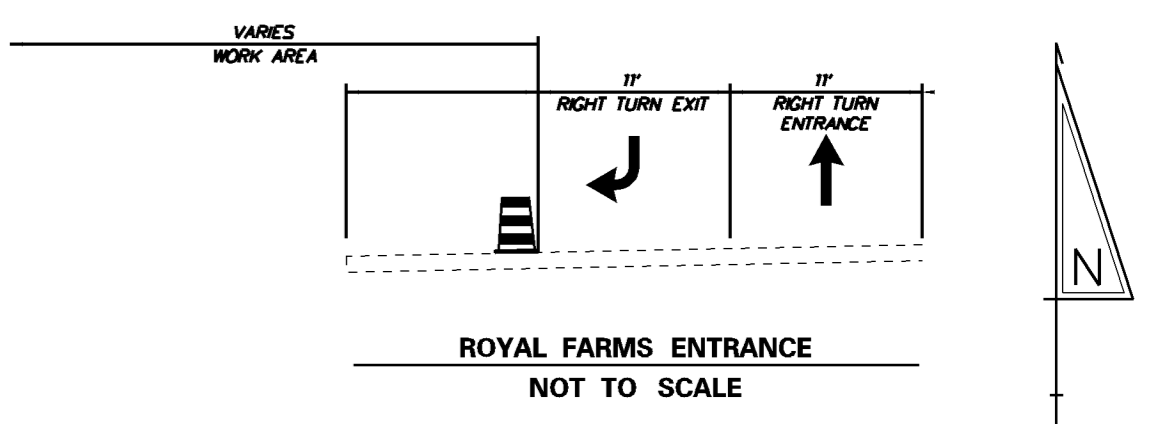 VARIES
WORK AREA
11'
RIGHT TURN EXIT
11'
RIGHT TURN
ENTRANCE
N
ROYAL FARMS ENTRANCE
NOT TO SCALE